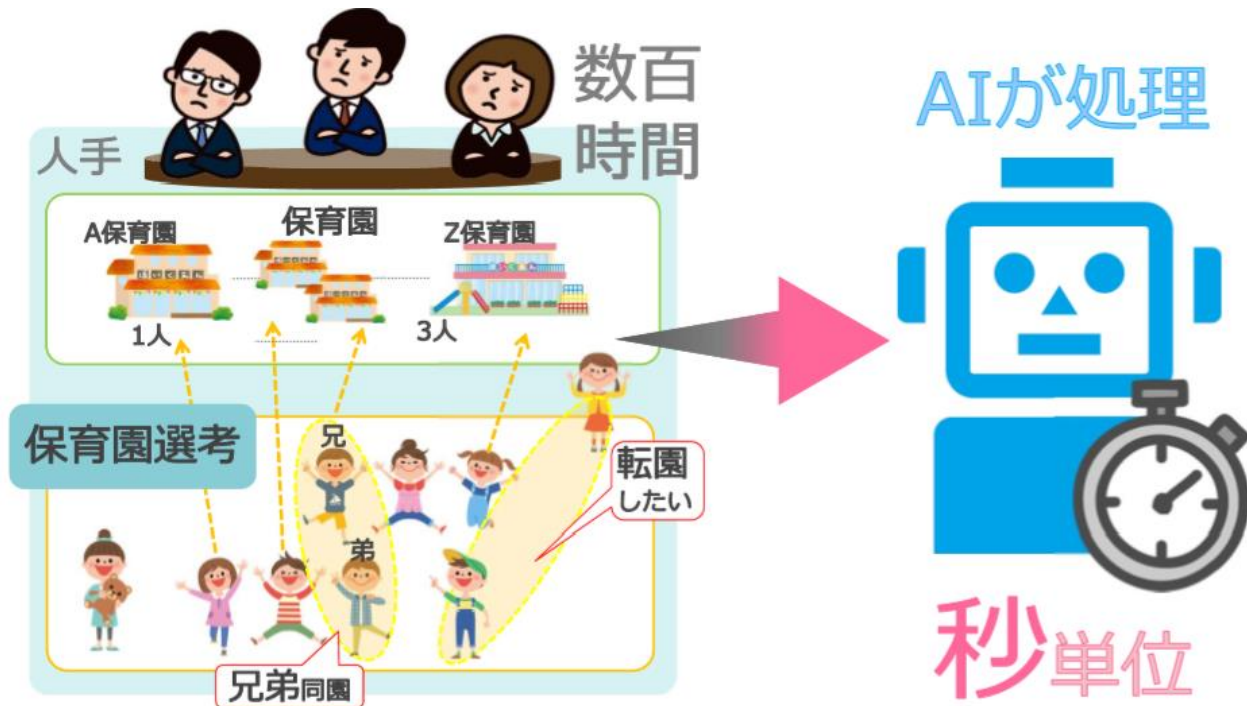 数百
時間
人手
保育園
A保育園
Z保育園
1人
3人
保育園選考
兄
弟
転園
したい
兄弟同園
AIが処理
秒単位